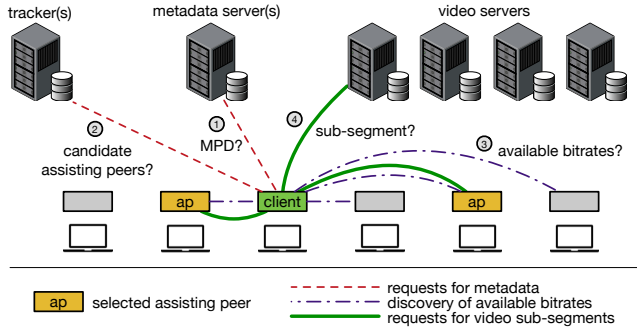 tracker(s)
metadata server(s)
video servers
2
candidate
assisting peers?
1
MPD?
4
sub-segment?
3
available bitrates?
ap
client
ap
ap
selected assisting peer
requests for metadata
discovery of available bitrates
requests for video sub-segments